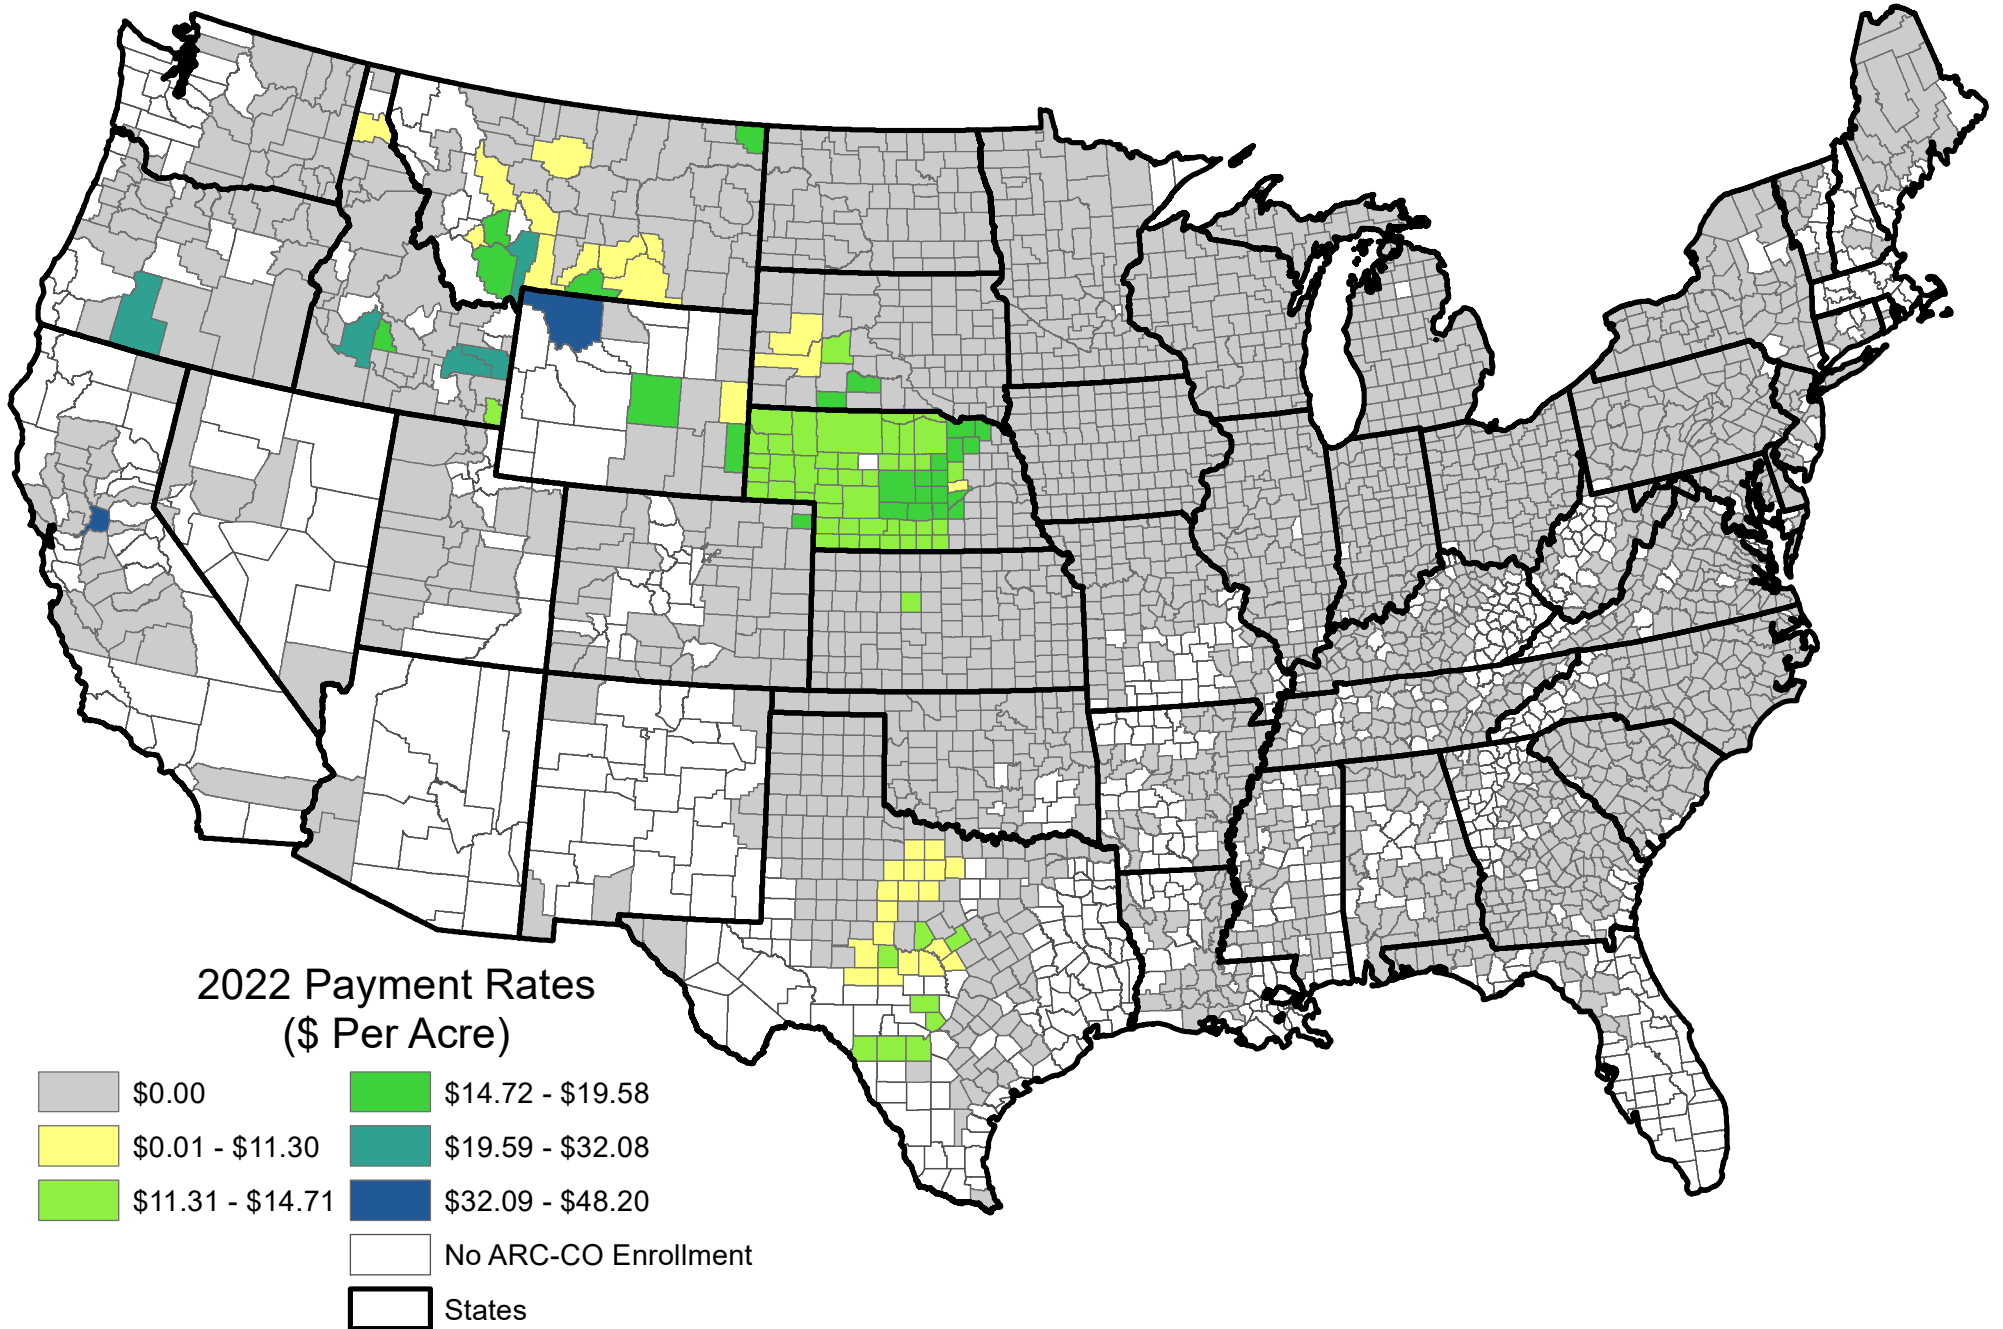 2022 Payment Rates
($ Per Acre)
$0.00
$0.01 - $11.30
$11.31 - $14.71
$14.72 - $19.58
$19.59 - $32.08
$32.09 - $48.20
No ARC-CO Enrollment
States